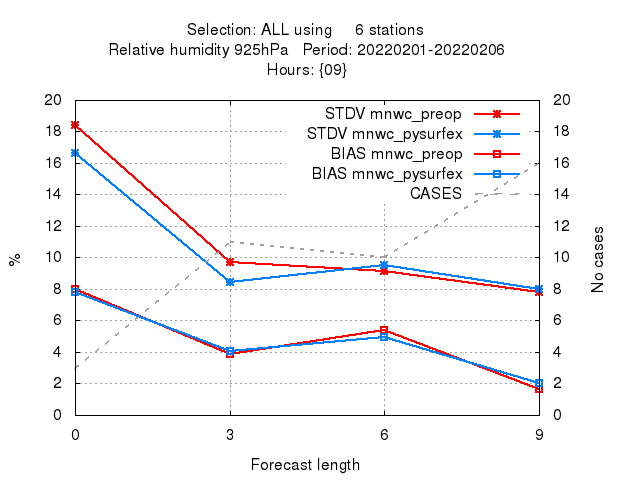 Selection: ALL using     6 stations
Relative humidity 925hPa   Period: 20220201-20220206
Hours: {09}
STDV mnwc_preop
STDV mnwc_pysurfex
BIAS mnwc_preop
BIAS mnwc_pysurfex
CASES
20 20
18 18
16 16
14 14
12 12
10 10
8 8
6 6
4 4
2 2
0 0
%
No cases
0 3 6 9
Forecast length